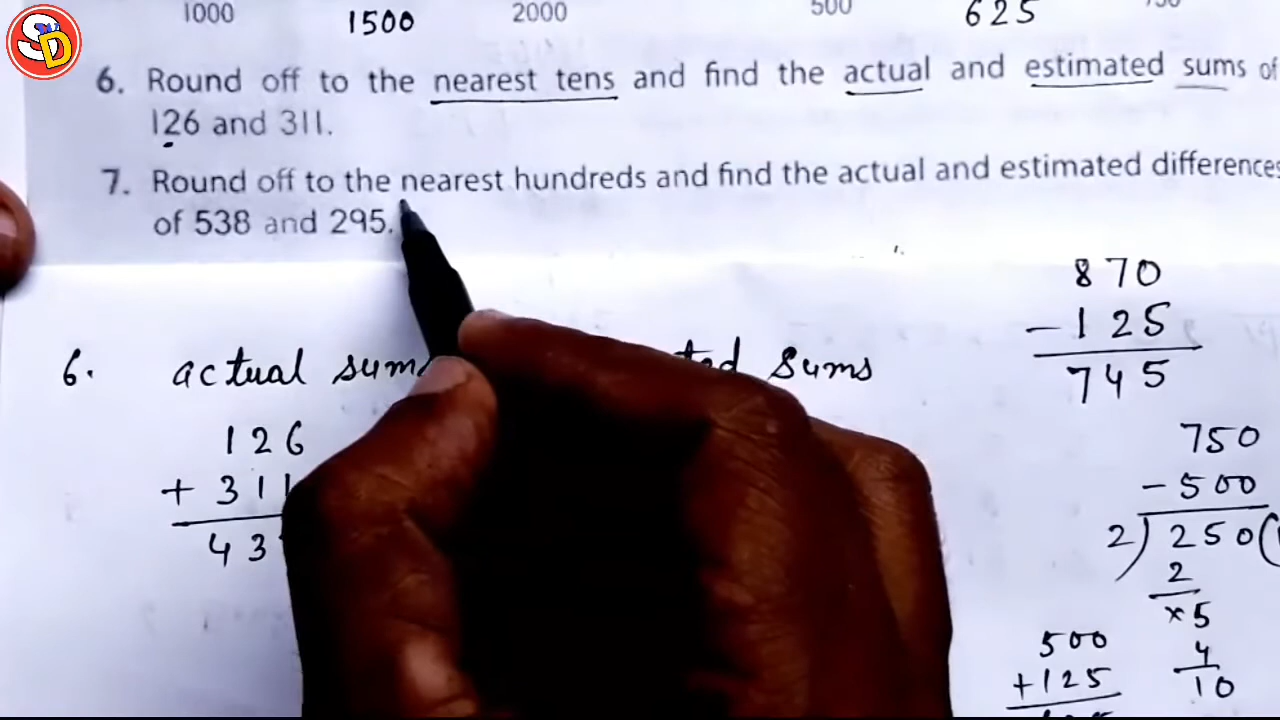 SD
1000 1500 2000 500 625
6. Round off to the nearest tens and find the actual and estimated sums of
126 and 311.
7. Round off to the nearest hundreds and find the actual and estimated differences
of 538 and 295.
870
- 125
745
6. actual sums sums
126
+ 311
43
750
- 500
2) 250 (
2
×5
4
10
500
+125